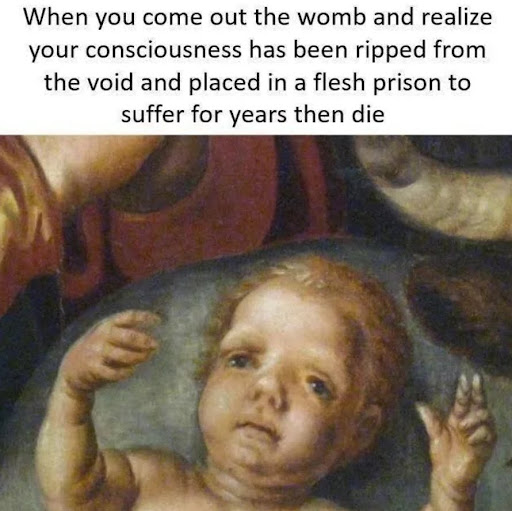 When you come out the womb and realize
your consciousness has been ripped from
the void and placed in a flesh prison to
suffer for years then die